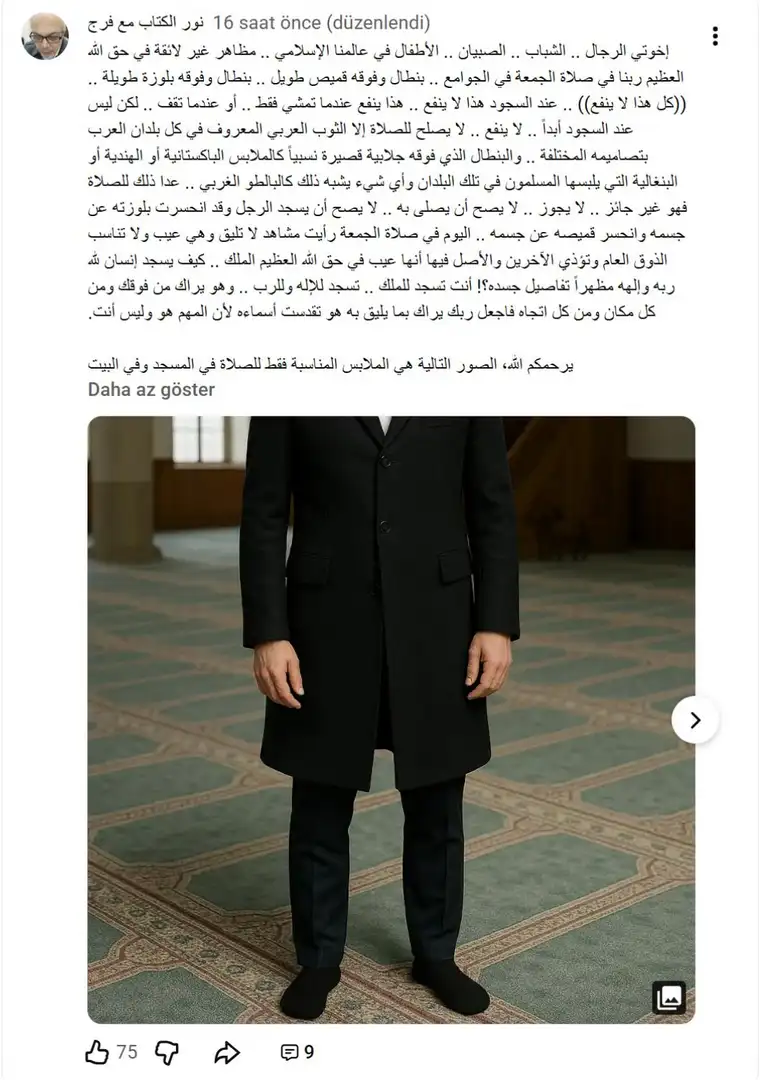 نور الكتاب مع فرج 16 saat önce (düzenlendi)
إخوتي الرجال .. الشباب .. الصبيان .. الأطفال في عالمنا الإسلامي .. مظاهر غير لائقة في حق الله
العظيم ربنا في صلاة الجمعة في الجوامع .. بنطال وفوقه قميص طويل .. بنطال وفوقه بلوزة طويلة ..
((كل هذا لا ينفع)) .. عند السجود هذا لا ينفع .. هذا ينفع عندما تمشي فقط .. أو عندما تقف .. لكن ليس
عند السجود أبداً .. لا ينفع .. لا يصلح للصلاة إلا الثوب العربي المعروف في كل بلدان العرب
بتصاميمه المختلفة .. والبنطال الذي فوقه جلابية قصيرة نسبياً كالملابس الباكستانية أو الهندية أو
البنغالية التي يلبسها المسلمون في تلك البلدان وأي شيء يشبه ذلك كالبالطو الغربي .. عدا ذلك للصلاة
فهو غير جائز .. لا يجوز .. لا يصح أن يصلى به .. لا يصح أن يسجد الرجل وقد انحسرت بلوزته عن
جسمه وانحسر قميصه عن جسمه .. اليوم في صلاة الجمعة رأيت مشاهد لا تليق وهي عيب ولا تناسب
الذوق العام وتؤذي الآخرين والأصل فيها أنها عيب في حق الله العظيم الملك .. كيف يسجد إنسان لله
ربه وإلهه مظهراً تفاصيل جسده؟! أنت تسجد للملك .. تسجد للإله وللرب .. وهو يراك من فوقك ومن
كل مكان ومن كل اتجاه فاجعل ربك يراك بما يليق به هو تقدست أسماءه لأن المهم هو وليس أنت.
يرحمكم الله، الصور التالية هي الملابس المناسبة فقط للصلاة في المسجد وفي البيت
Daha az göster
75 9